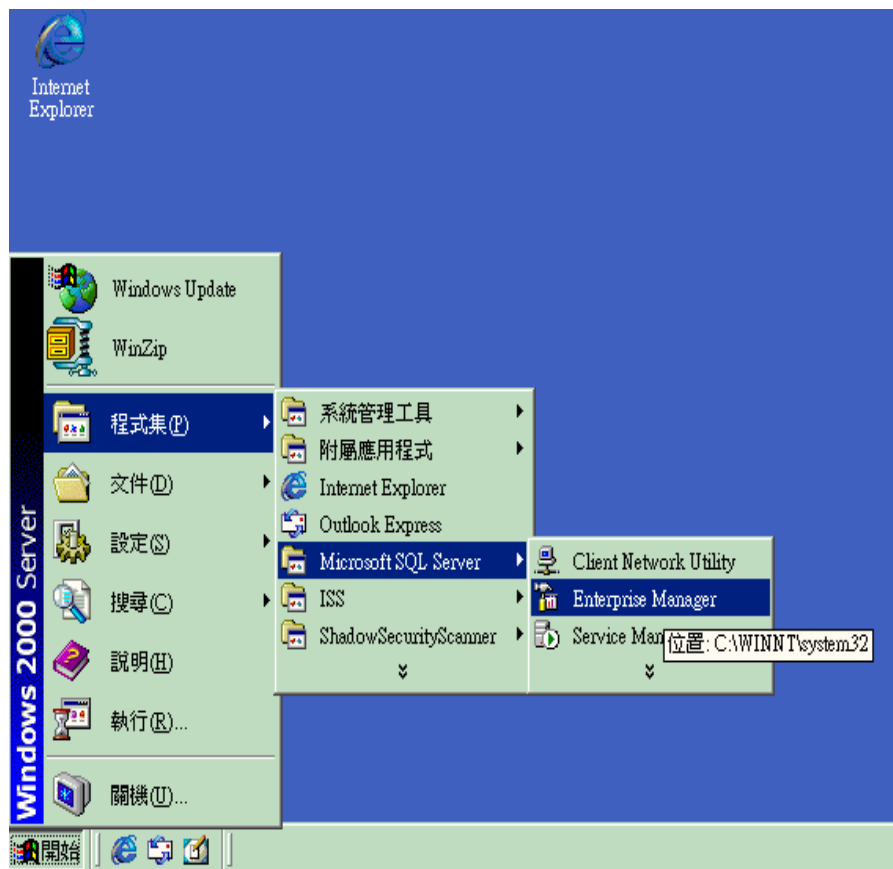 Internet
Explorer
Windows Update
WinZip
程式集(P)
文件(D)
設定(S)
搜尋(C)
說明(H)
執行(R)...
關機(U)...
Windows 2000 Server
系統管理工具
附屬應用程式
Internet Explorer
Outlook Express
Microsoft SQL Server
ISS
ShadowSecurityScanner
Client Network Utility
Enterprise Manager
Service Man
位置: C:\WINNT\system32
開始